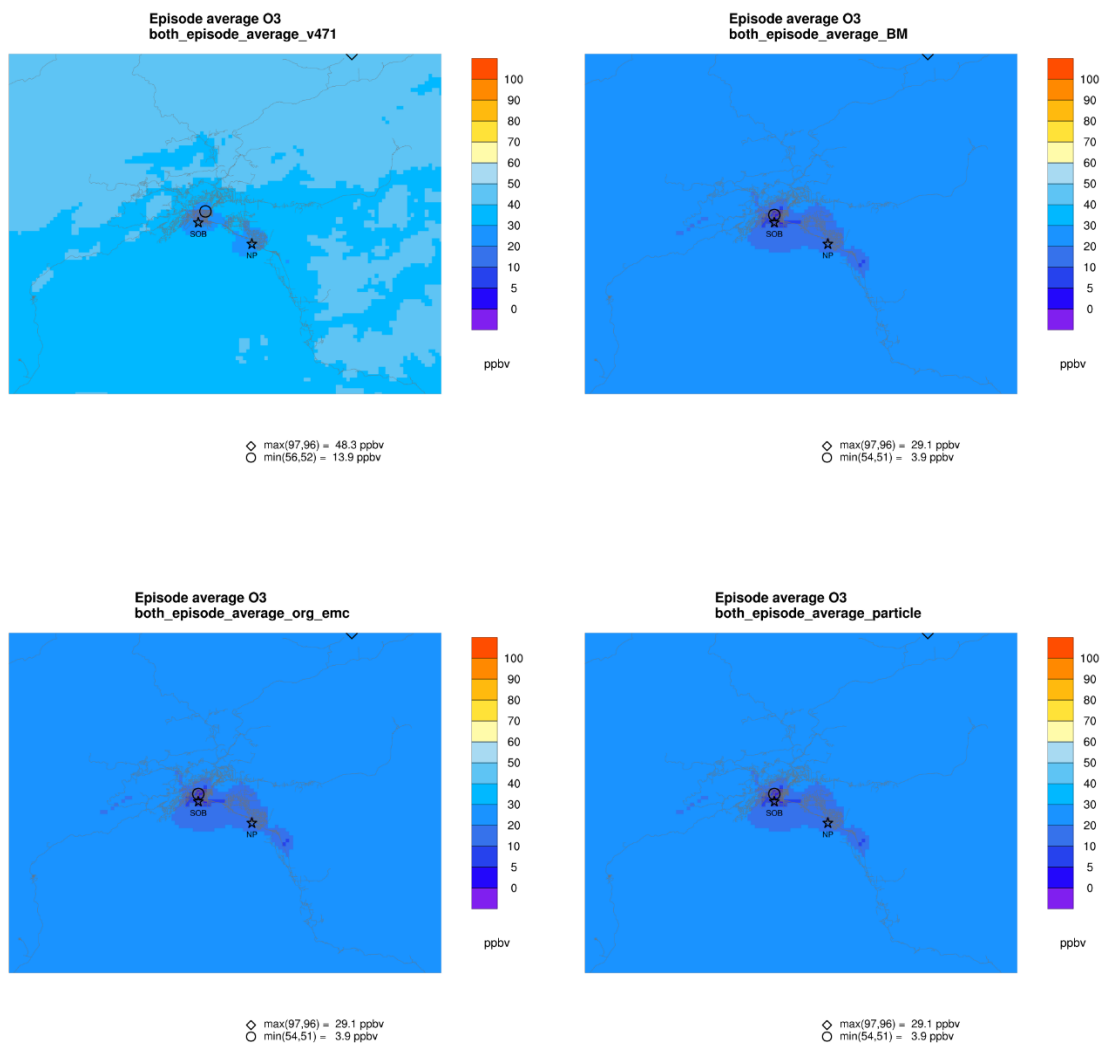 Episode average O3
both_episode_average_v471
100
90
80
70
60
50
40
30
20
10
5
0
SOB
NP
ppbv
max(97,96) = 48.3 ppbv
min(56,52) = 13.9 ppbv
Episode average O3
both_episode_average_BM
100
90
80
70
60
50
40
30
20
10
5
0
SOB
NP
ppbv
max(97,96) = 29.1 ppbv
min(54,51) = 3.9 ppbv
Episode average O3
both_episode_average_org_emc
100
90
80
70
60
50
40
30
20
10
5
0
SOB
NP
ppbv
max(97,96) = 29.1 ppbv
min(54,51) = 3.9 ppbv
Episode average O3
both_episode_average_particle
100
90
80
70
60
50
40
30
20
10
5
0
SOB
NP
ppbv
max(97,96) = 29.1 ppbv
min(54,51) = 3.9 ppbv